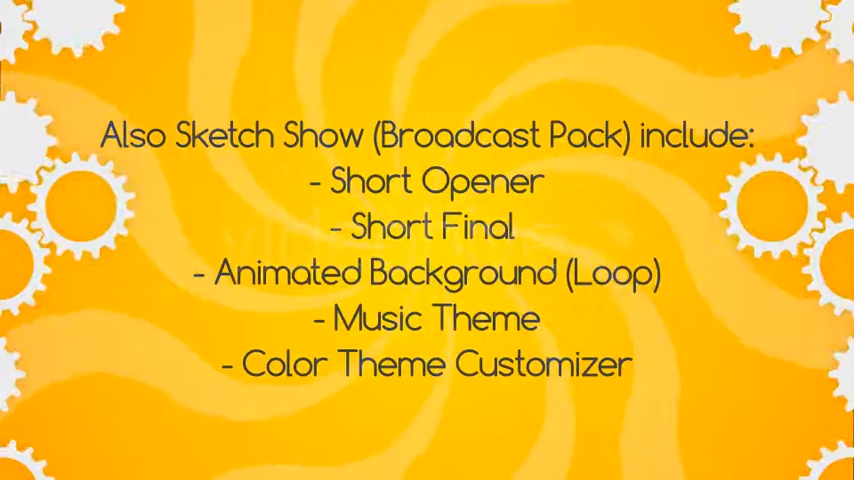 Also Sketch Show (Broadcast Pack) include:
- Short Opener
- Short Final
- Animated Background (Loop)
- Music Theme
- Color Theme Customizer